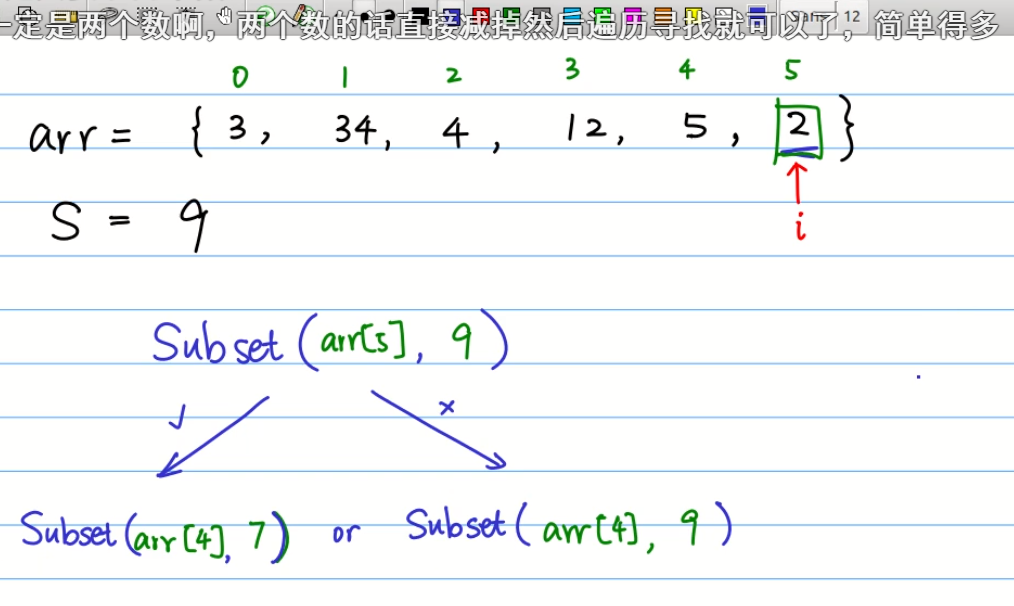 一定是两个数啊，两个数的话直接减掉然后遍历寻找就可以了，简单得多
Sans 12
0 1 2 3 4 5
arr = { 3, 34, 4, 12, 5, 2 }
i
S = 9
Subset(arr[5], 9)
✓ ×
Subset(arr[4], 7) or Subset(arr[4], 9)